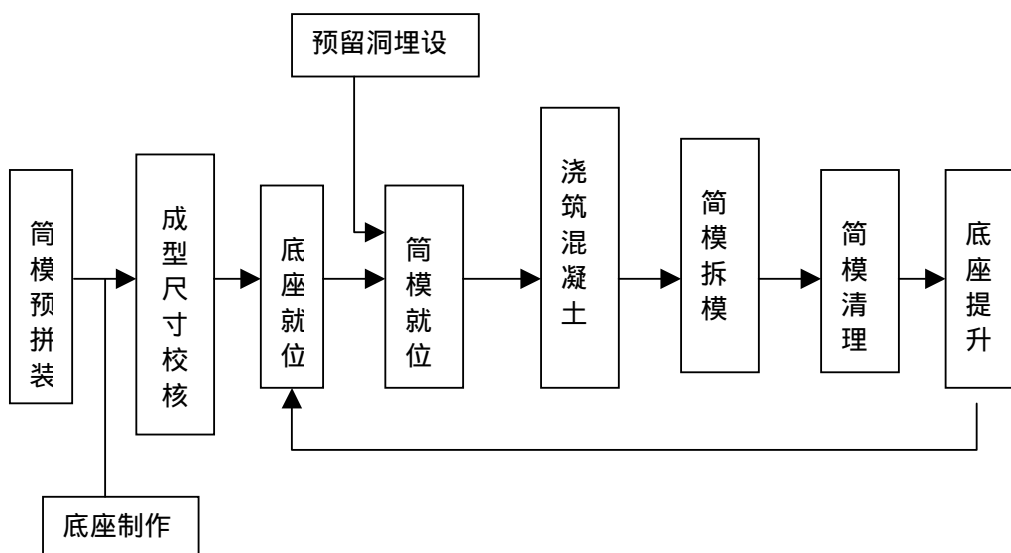 预留洞埋设
筒模预拼装
成型尺寸校核
底座就位
筒模就位
浇筑混凝土
简模拆模
简模清理
底座提升
底座制作